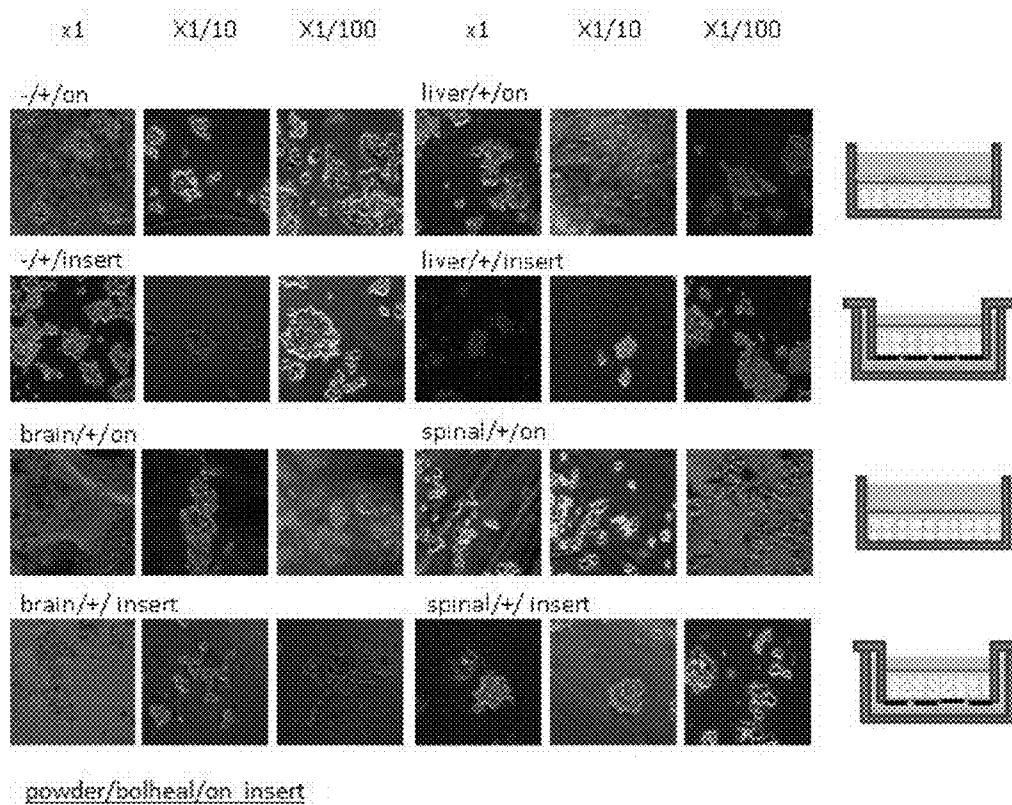 x1 X1/10 X1/100 x1 X1/10 X1/100
-/+/on liver/+/on
-/+/insert liver/+/insert
brain/+/on spinal/+/on
brain/+/ insert spinal/+/ insert
powder/bolheal/on insert